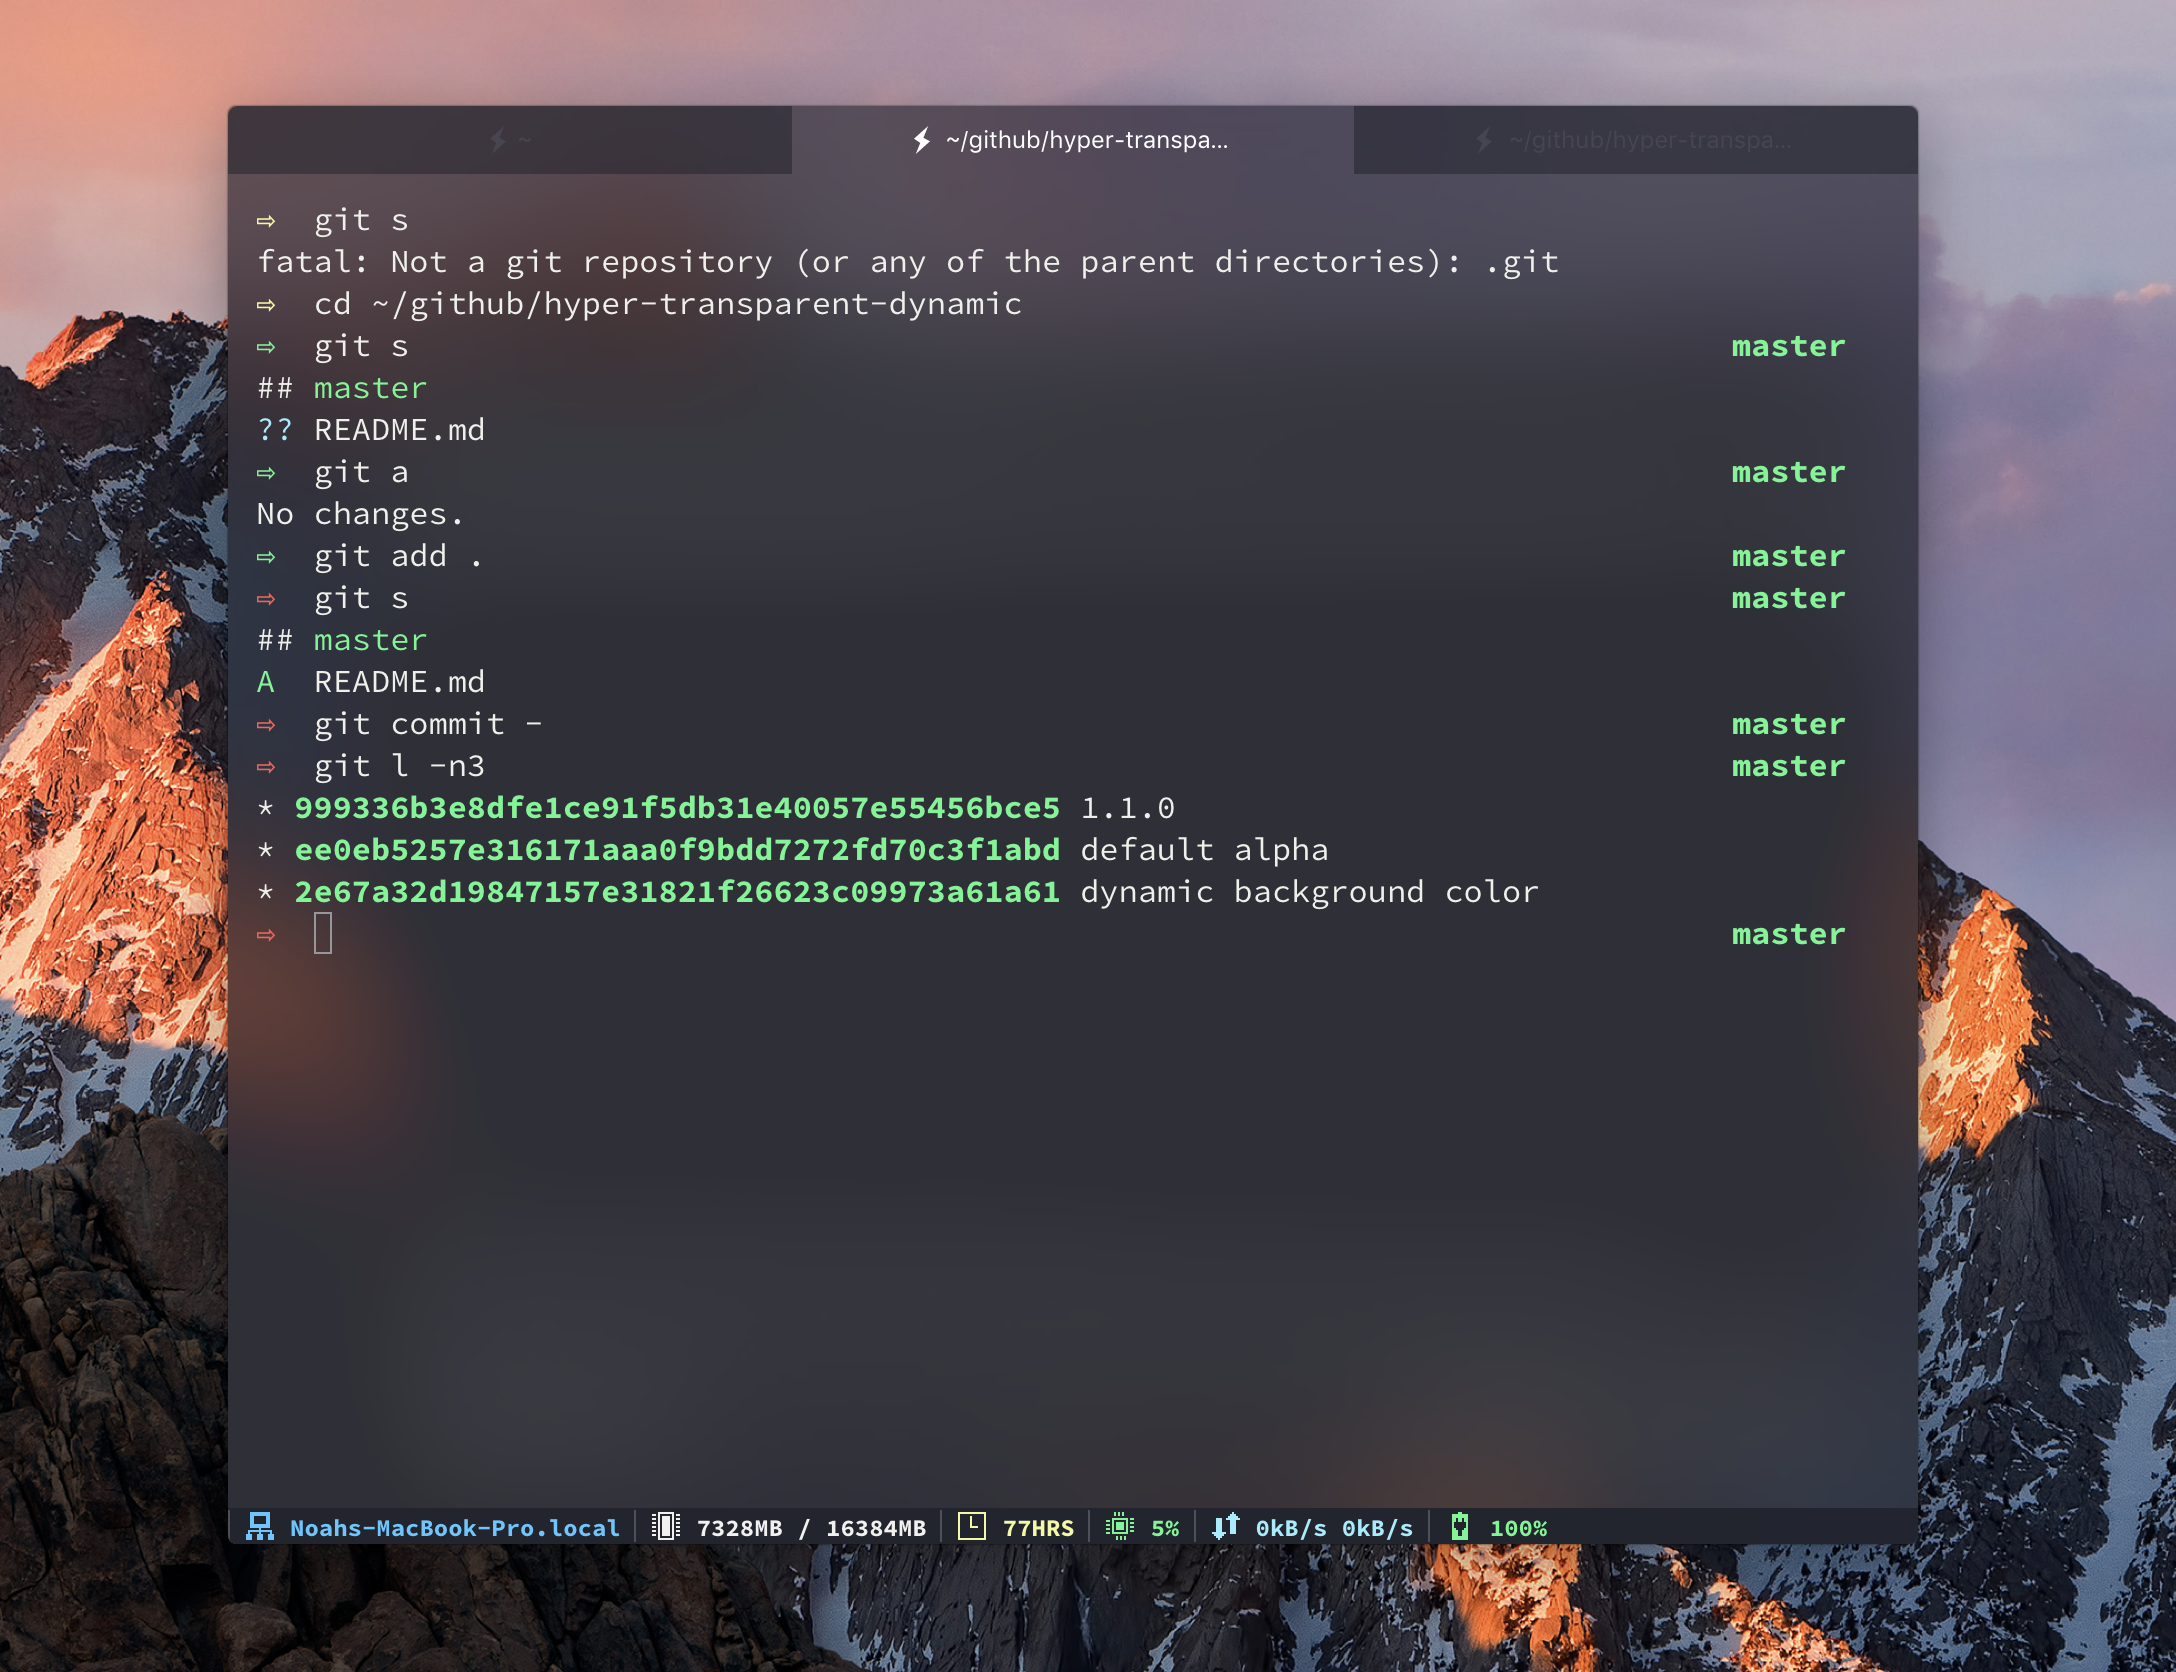 ~ ~/github/hyper-transpa... ~/github/hyper-transpa...
⇨ git s
fatal: Not a git repository (or any of the parent directories): .git
⇨ cd ~/github/hyper-transparent-dynamic
⇨ git s master
## master
?? README.md
⇨ git a master
No changes.
⇨ git add . master
⇨ git s master
## master
A README.md
⇨ git commit - master
⇨ git l -n3 master
* 999336b3e8dfe1ce91f5db31e40057e55456bce5 1.1.0
* ee0eb5257e316171aaa0f9bdd7272fd70c3f1abd default alpha
* 2e67a32d19847157e31821f26623c09973a61a61 dynamic background color
⇨ master
Noahs-MacBook-Pro.local 7328MB / 16384MB 77HRS 5% 0kB/s 0kB/s 100%